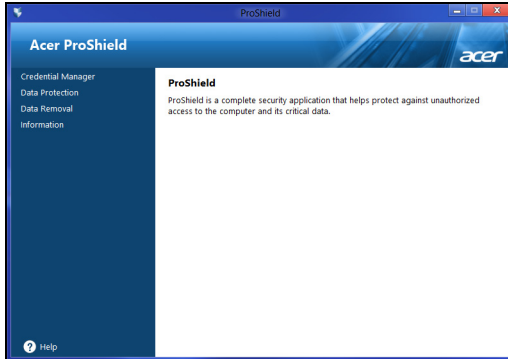 ProShield
Acer ProShield
acer
Credential Manager
Data Protection
Data Removal
Information
ProShield
ProShield is a complete security application that helps protect against unauthorized
access to the computer and its critical data.
? Help